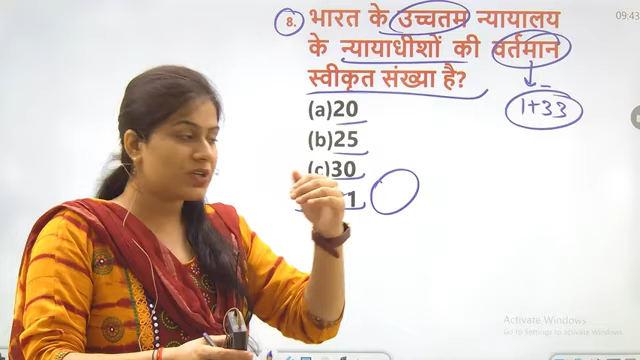 09:43
8. भारत के उच्चतम न्यायालय
के न्यायाधीशों की वर्तमान
स्वीकृत संख्या है?
1+33
(a)20
(b)25
(c)30
1
Activate Windows
Go to Settings to activate Windows.